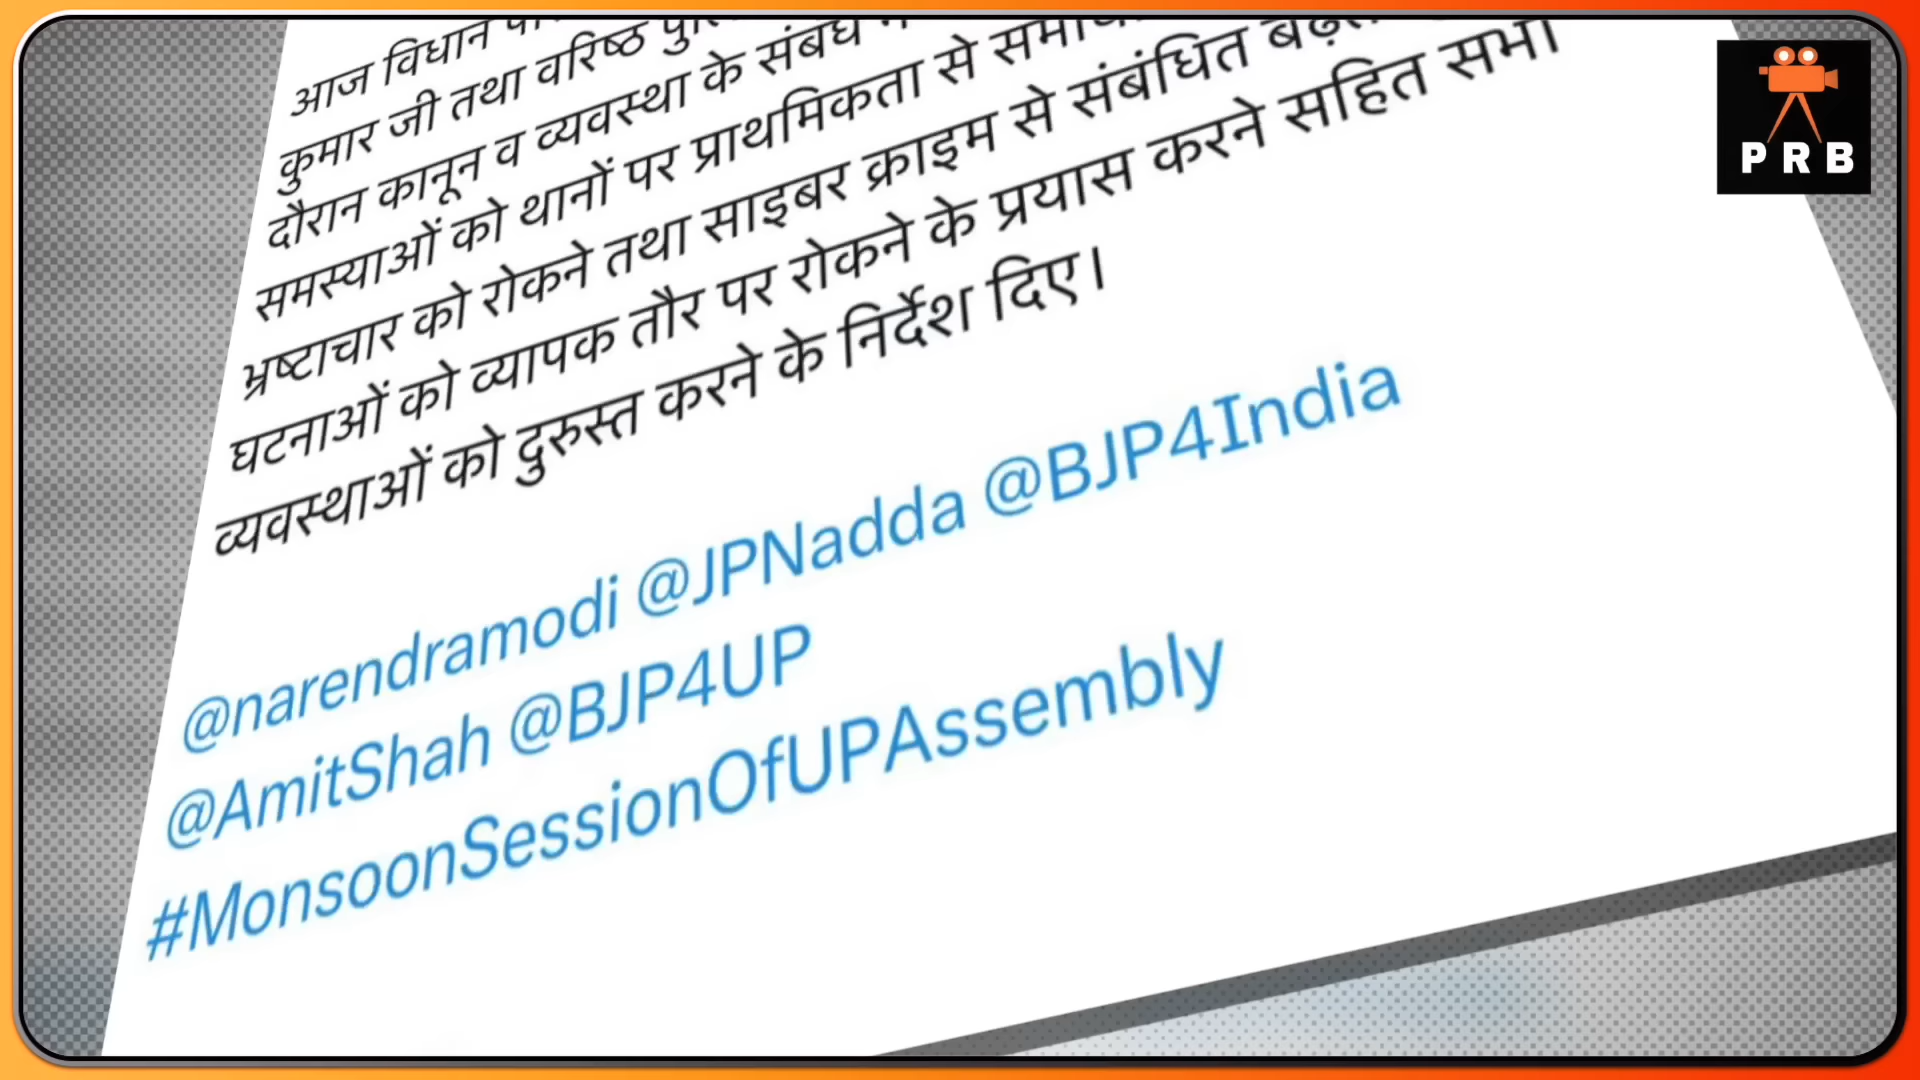 आज विधान
कुमार जी तथा वरिष्ठ
दौरान कानून व व्यवस्था के संबंध
समस्याओं को थानों पर प्राथमिकता से
भ्रष्टाचार को रोकने तथा साइबर क्राइम से संबंधित
घटनाओं को व्यापक तौर पर रोकने के प्रयास करने सहित सभी
व्यवस्थाओं को दुरुस्त करने के निर्देश दिए।
@narendramodi @JPNadda @BJP4India
@AmitShah @BJP4UP
#MonsoonSessionOfUPAssembly
PRB